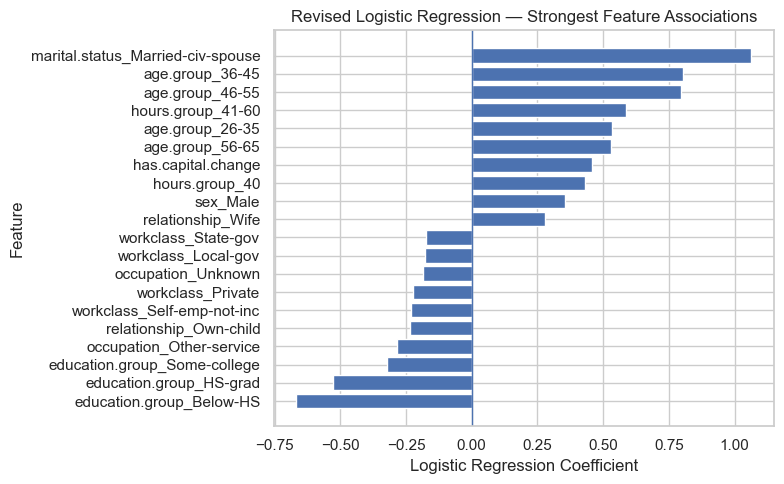 Revised Logistic Regression — Strongest Feature Associations
marital.status_Married-civ-spouse
age.group_36-45
age.group_46-55
hours.group_41-60
age.group_26-35
age.group_56-65
has.capital.change
hours.group_40
sex_Male
relationship_Wife
workclass_State-gov
workclass_Local-gov
occupation_Unknown
workclass_Private
workclass_Self-emp-not-inc
relationship_Own-child
occupation_Other-service
education.group_Some-college
education.group_HS-grad
education.group_Below-HS
Feature
−0.75 −0.50 −0.25 0.00 0.25 0.50 0.75 1.00
Logistic Regression Coefficient